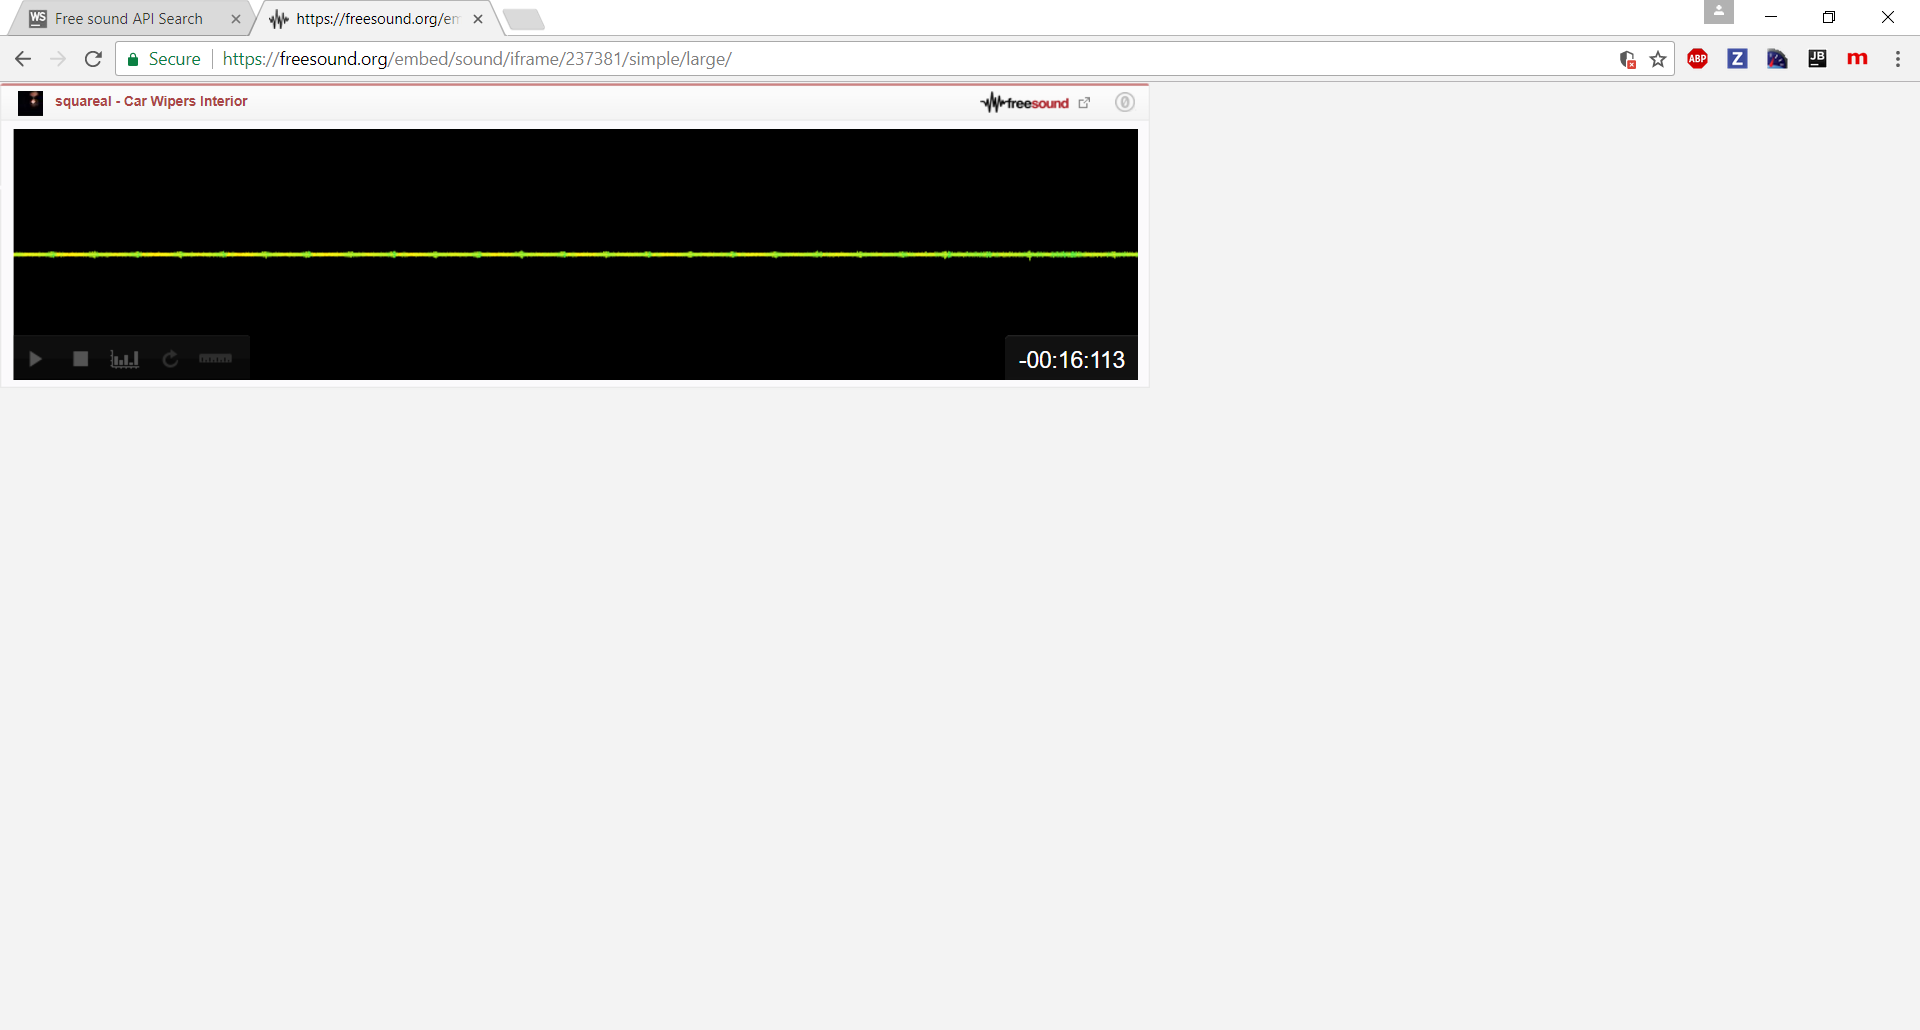 WS Free sound API Search
https://freesound.org/em
Secure https://freesound.org/embed/sound/iframe/237381/simple/large/
ABP Z JB m
squareal - Car Wipers Interior
freesound
-00:16:113